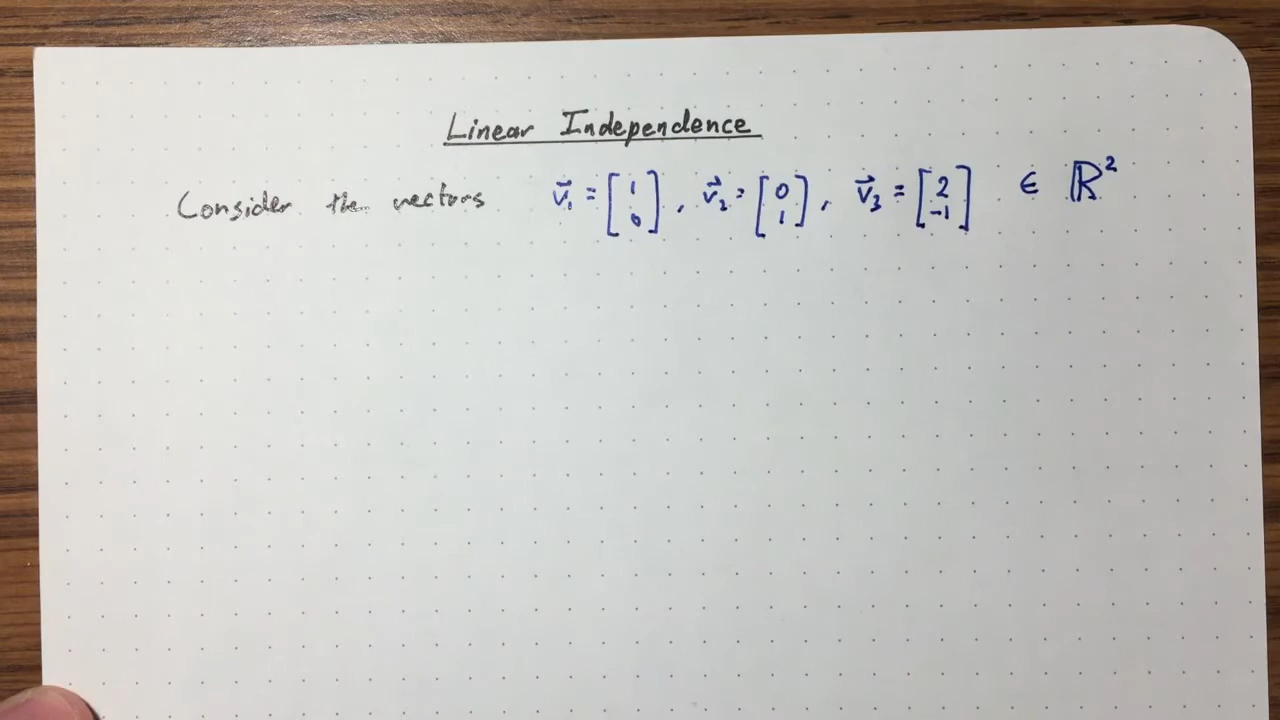 Linear Independence
Consider the vectors v⃗₁ = [1 0], v⃗₂ = [0 1], v⃗₃ = [2 -1] ∈ ℝ²